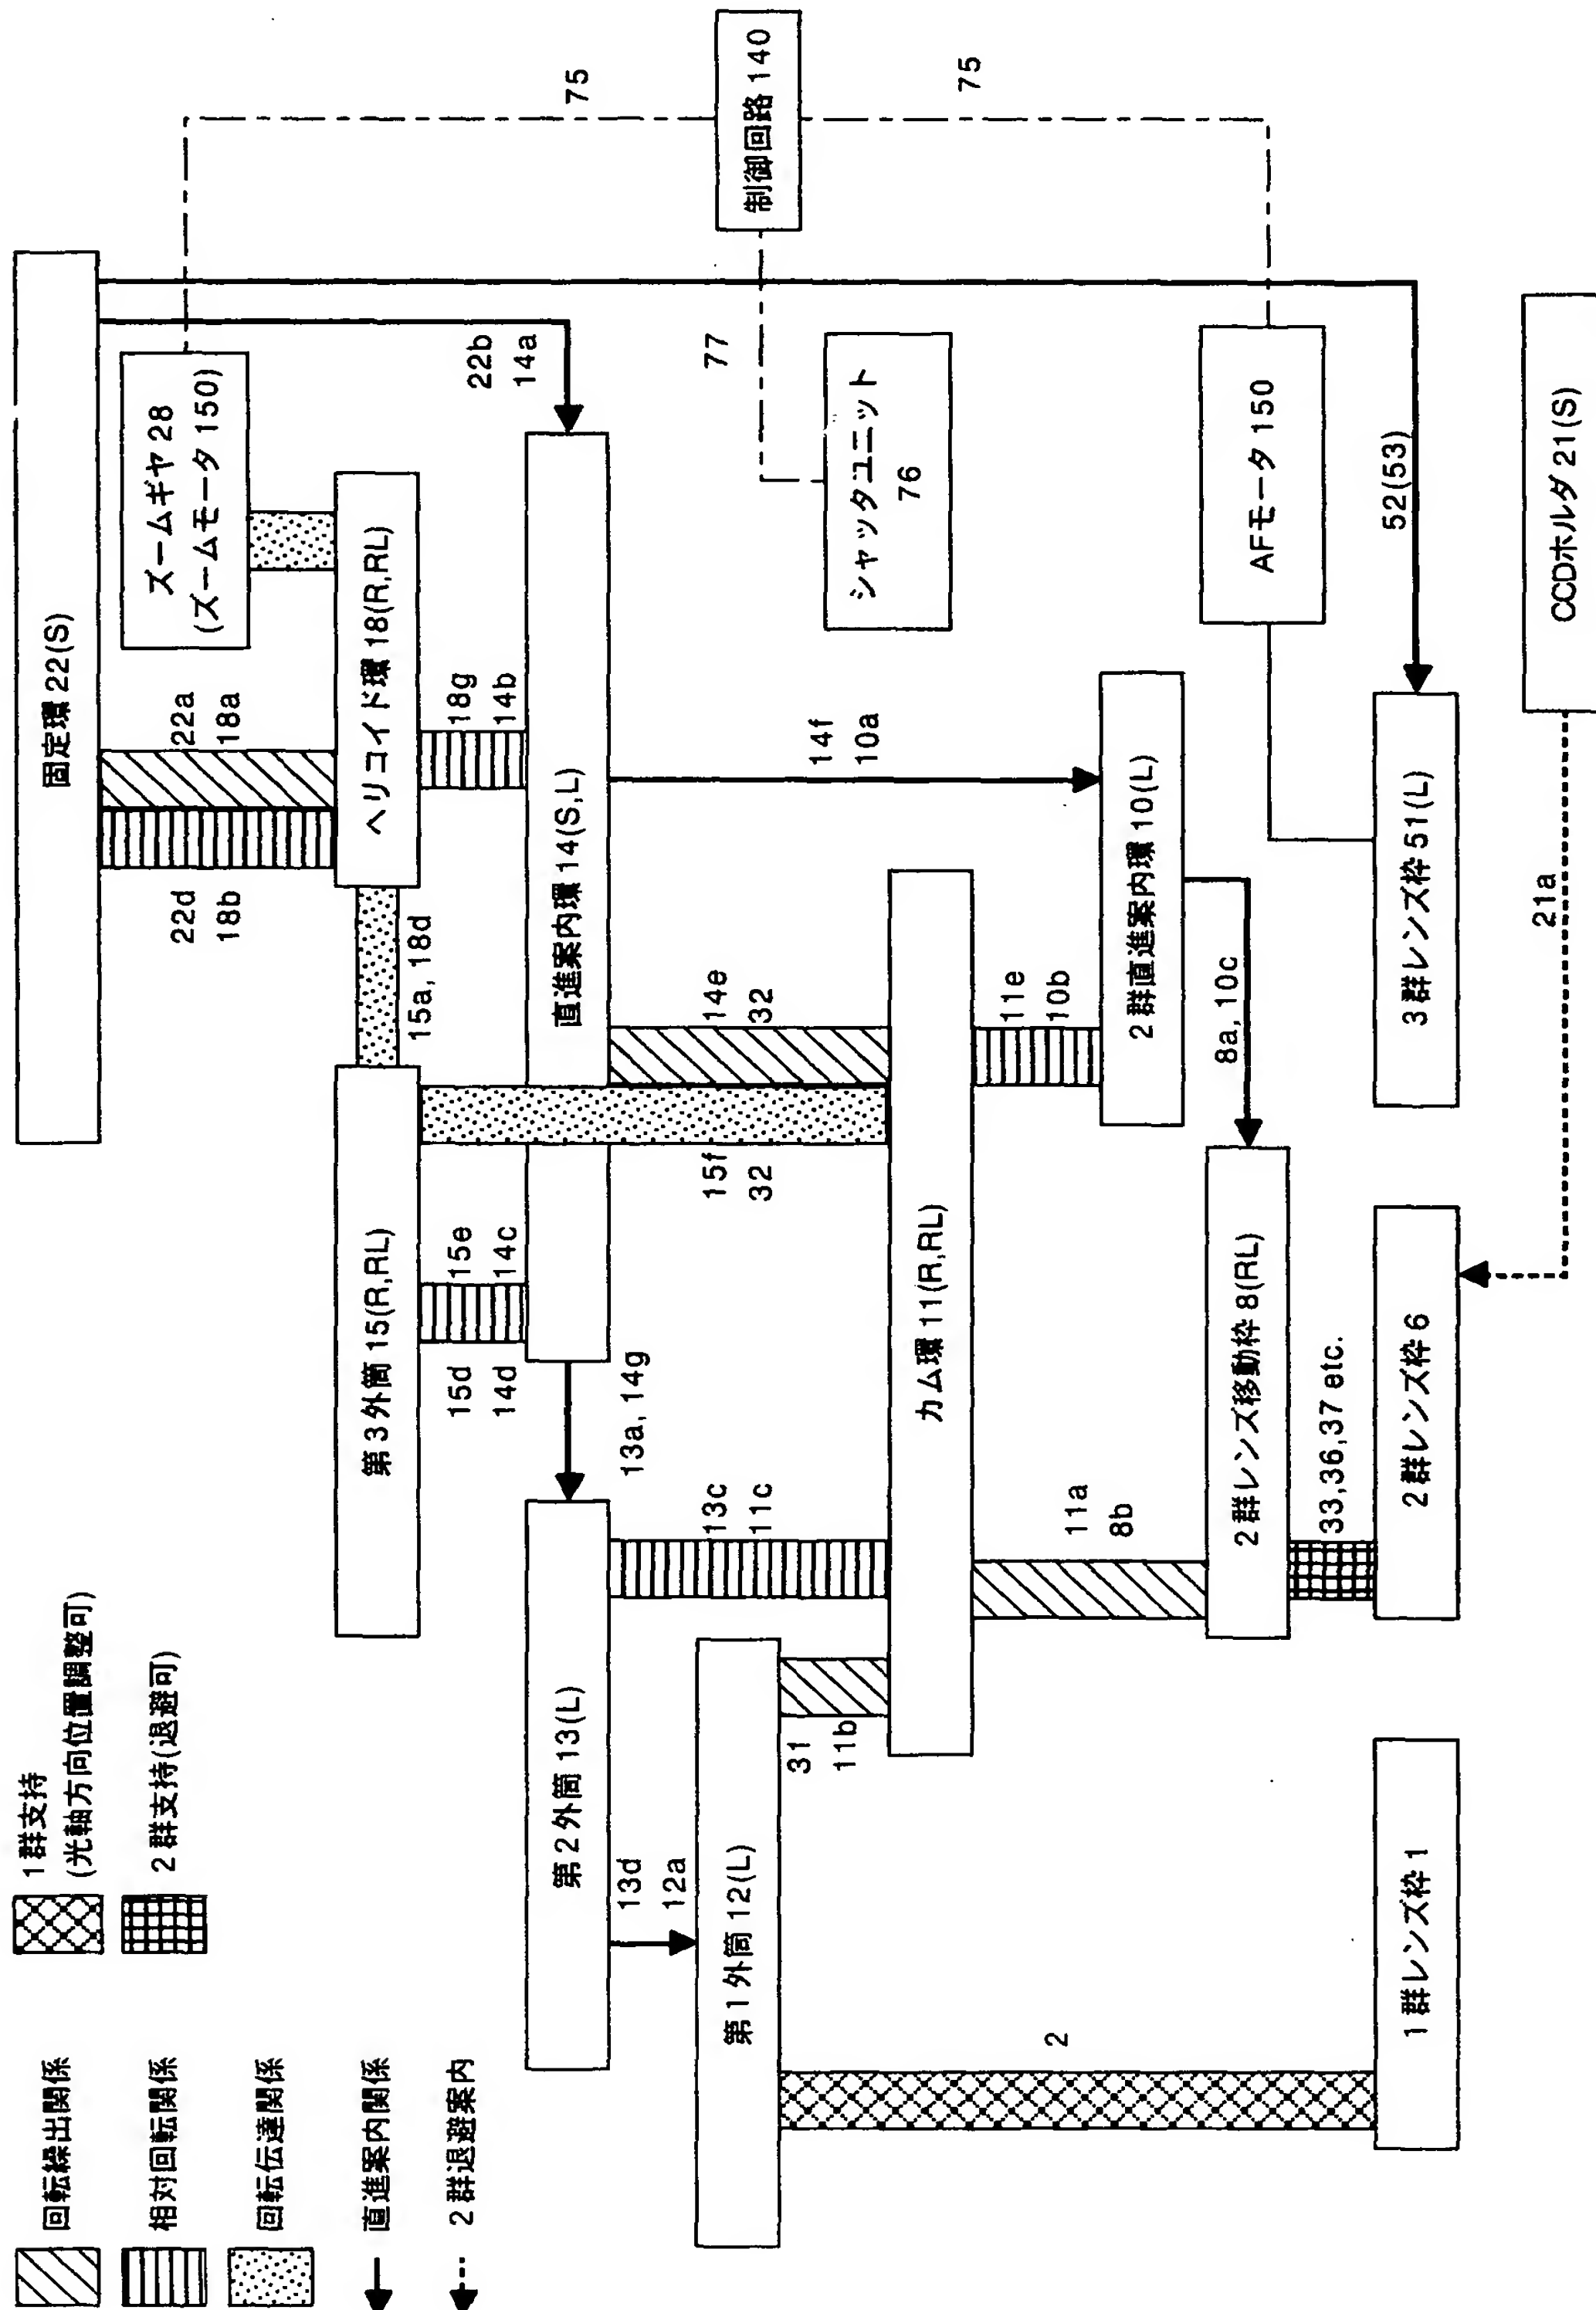 回転繰出関係
相対回転関係
回転伝達関係
直進案内関係
2群退避案内
1群支持
(光軸方向位置調整可)
2群支持(退避可)
固定環 22(S)
ズームギヤ 28
(ズームモータ 150)
75
制御回路 140
75
22a
18a
22d
18b
22b
14a
ヘリコイド環 18(R,RL)
15a, 18d
第3外筒 15(R,RL)
18g
14b
15e
14c
15d
14d
直進案内環 14(S,L)
13a, 14g
第2外筒 13(L)
77
シャッタユニット
76
14f
10a
14e
32
15f
32
13c
11c
13d
12a
第1外筒 12(L)
31
11b
カム環 11(R,RL)
11e
10b
2群直進案内環 10(L)
8a, 10c
11a
8b
2群レンズ移動枠 8(RL)
33,36,37 etc.
AFモータ 150
52(53)
3群レンズ枠 51(L)
2群レンズ枠 6
2
1群レンズ枠 1
21a
CCDホルダ 21(S)